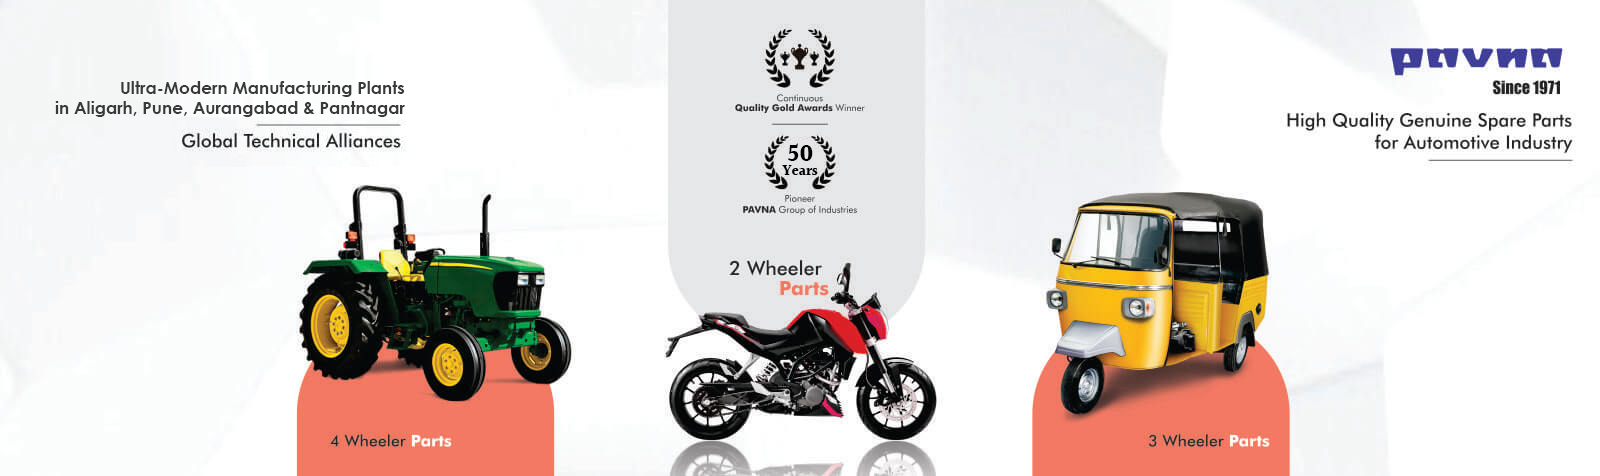 Ultra-Modern Manufacturing Plants
in Aligarh, Pune, Aurangabad & Pantnagar
Global Technical Alliances
4 Wheeler Parts
Continuous
Quality Gold Awards Winner
50
Years
Pioneer
PAVNA Group of Industries
2 Wheeler
Parts
pavna
Since 1971
High Quality Genuine Spare Parts
for Automotive Industry
3 Wheeler Parts